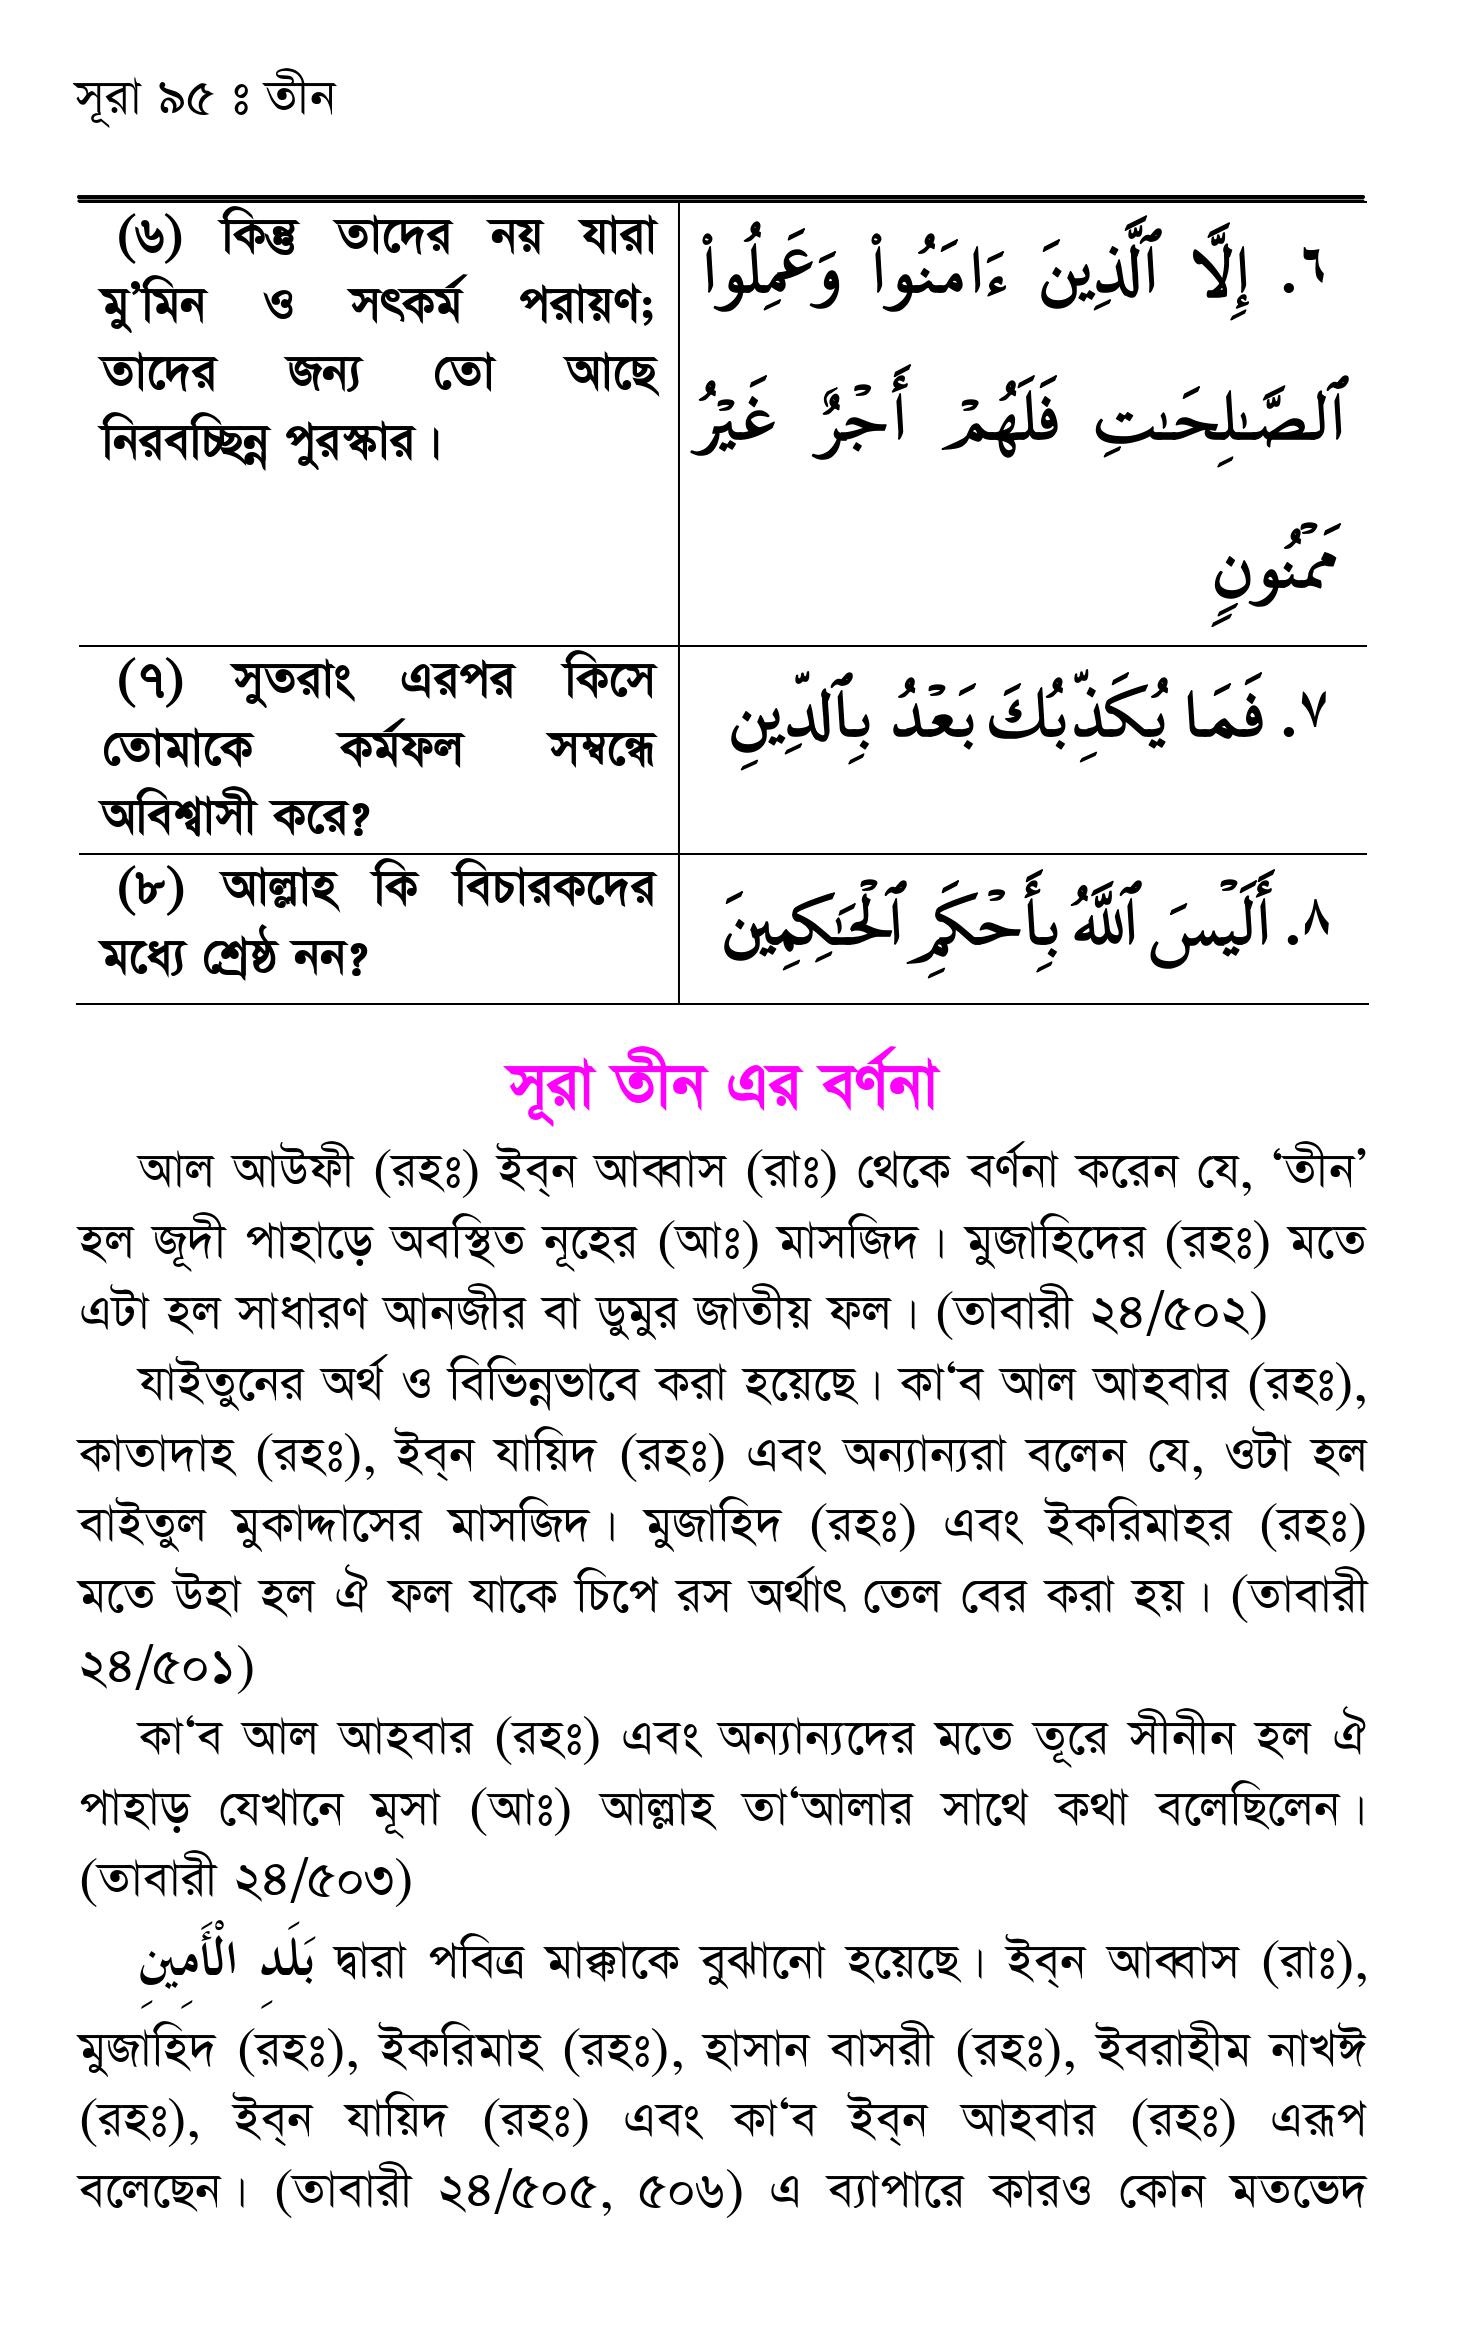 সূরা ৯৫ ঃ তীন
(৬) কিন্তু তাদের নয় যারা
মু’মিন ও সৎকর্ম পরায়ণ;
তাদের জন্য তো আছে
নিরবচ্ছিন্ন পুরস্কার।
٦. إِلَّا ٱلَّذِينَ ءَامَنُوا۟ وَعَمِلُوا۟
ٱلصَّـٰلِحَـٰتِ فَلَهُمْ أَجْرٌ غَيْرُ
مَمْنُونٍ
(৭) সুতরাং এরপর কিসে
তোমাকে কর্মফল সম্বন্ধে
অবিশ্বাসী করে?
٧. فَمَا يُكَذِّبُكَ بَعْدُ بِٱلدِّينِ
(৮) আল্লাহ কি বিচারকদের
মধ্যে শ্রেষ্ঠ নন?
٨. أَلَيْسَ ٱللَّهُ بِأَحْكَمِ ٱلْحَـٰكِمِينَ
সূরা তীন এর বর্ণনা
আল আউফী (রহঃ) ইব্‌ন আব্বাস (রাঃ) থেকে বর্ণনা করেন যে, ‘তীন’
হল জূদী পাহাড়ে অবস্থিত নূহের (আঃ) মাসজিদ। মুজাহিদের (রহঃ) মতে
এটা হল সাধারণ আনজীর বা ডুমুর জাতীয় ফল। (তাবারী ২৪/৫০২)
যাইতুনের অর্থ ও বিভিন্নভাবে করা হয়েছে। কা‘ব আল আহবার (রহঃ),
কাতাদাহ (রহঃ), ইব্‌ন যায়িদ (রহঃ) এবং অন্যান্যরা বলেন যে, ওটা হল
বাইতুল মুকাদ্দাসের মাসজিদ। মুজাহিদ (রহঃ) এবং ইকরিমাহর (রহঃ)
মতে উহা হল ঐ ফল যাকে চিপে রস অর্থাৎ তেল বের করা হয়। (তাবারী
২৪/৫০১)
কা‘ব আল আহবার (রহঃ) এবং অন্যান্যদের মতে তূরে সীনীন হল ঐ
পাহাড় যেখানে মূসা (আঃ) আল্লাহ তা‘আলার সাথে কথা বলেছিলেন।
(তাবারী ২৪/৫০৩)
بَلَدِ الْأَمِينِ দ্বারা পবিত্র মাক্কাকে বুঝানো হয়েছে। ইব্‌ন আব্বাস (রাঃ),
মুজাহিদ (রহঃ), ইকরিমাহ (রহঃ), হাসান বাসরী (রহঃ), ইবরাহীম নাখঈ
(রহঃ), ইব্‌ন যায়িদ (রহঃ) এবং কা‘ব ইব্‌ন আহবার (রহঃ) এরূপ
বলেছেন। (তাবারী ২৪/৫০৫, ৫০৬) এ ব্যাপারে কারও কোন মতভেদ